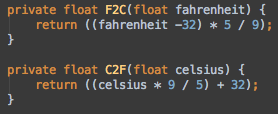 private float F2C(float fahrenheit) {
    return ((fahrenheit -32) * 5 / 9);
}
private float C2F(float celsius) {
    return ((celsius * 9 / 5) + 32);
}